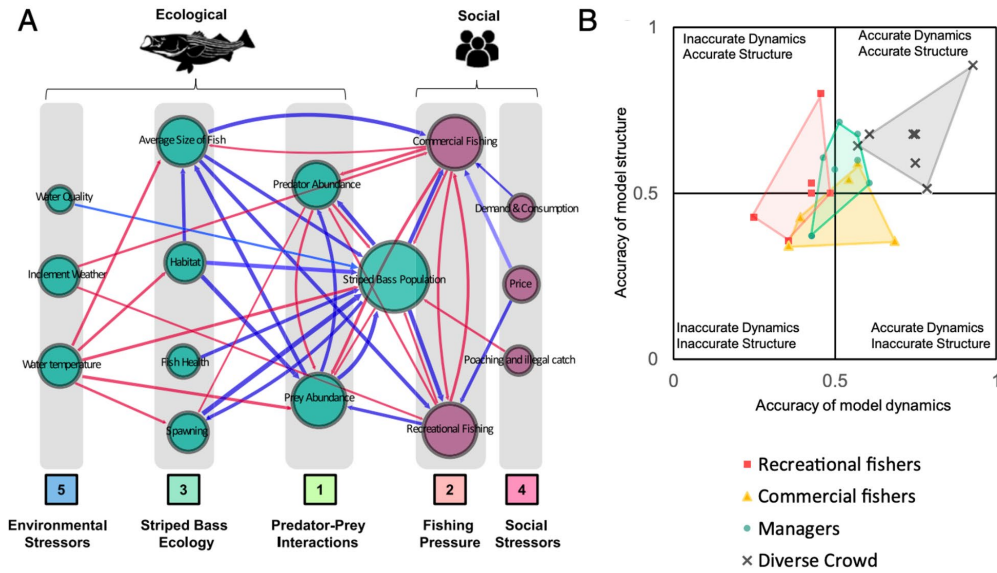 A
Ecological
Social
Average Size of Fish
Commercial Fishing
Predator Abundance
Water Quality
Demand & Consumption
Inclement Weather
Habitat
Striped Bass Population
Price
Water temperature
Fish Health
Poaching and illegal catch
Prey Abundance
Spawning
Recreational Fishing
5
3
1
2
4
Environmental
Stressors
Striped Bass
Ecology
Predator-Prey
Interactions
Fishing
Pressure
Social
Stressors
B
1
Inaccurate Dynamics
Accurate Structure
Accurate Dynamics
Accurate Structure
Accuracy of model structure
0.5
Inaccurate Dynamics
Inaccurate Structure
Accurate Dynamics
Inaccurate Structure
0
0
0.5
1
Accuracy of model dynamics
Recreational fishers
Commercial fishers
Managers
Diverse Crowd